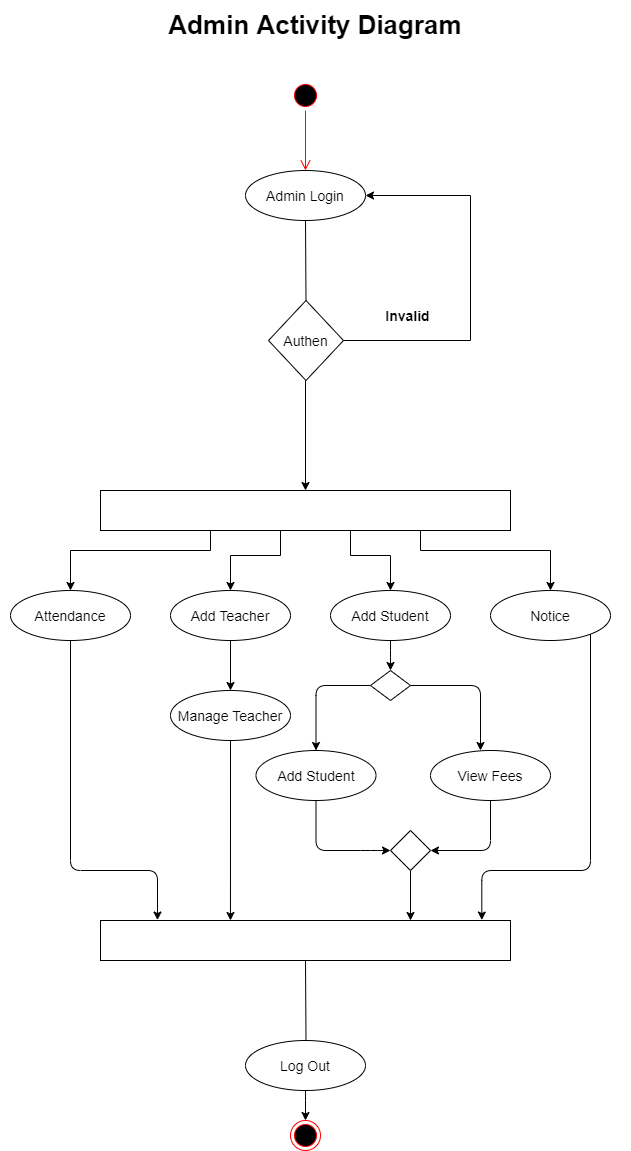 Admin Activity Diagram
Admin Login
Invalid
Authen
Attendance
Add Teacher
Add Student
Notice
Manage Teacher
Add Student
View Fees
Log Out